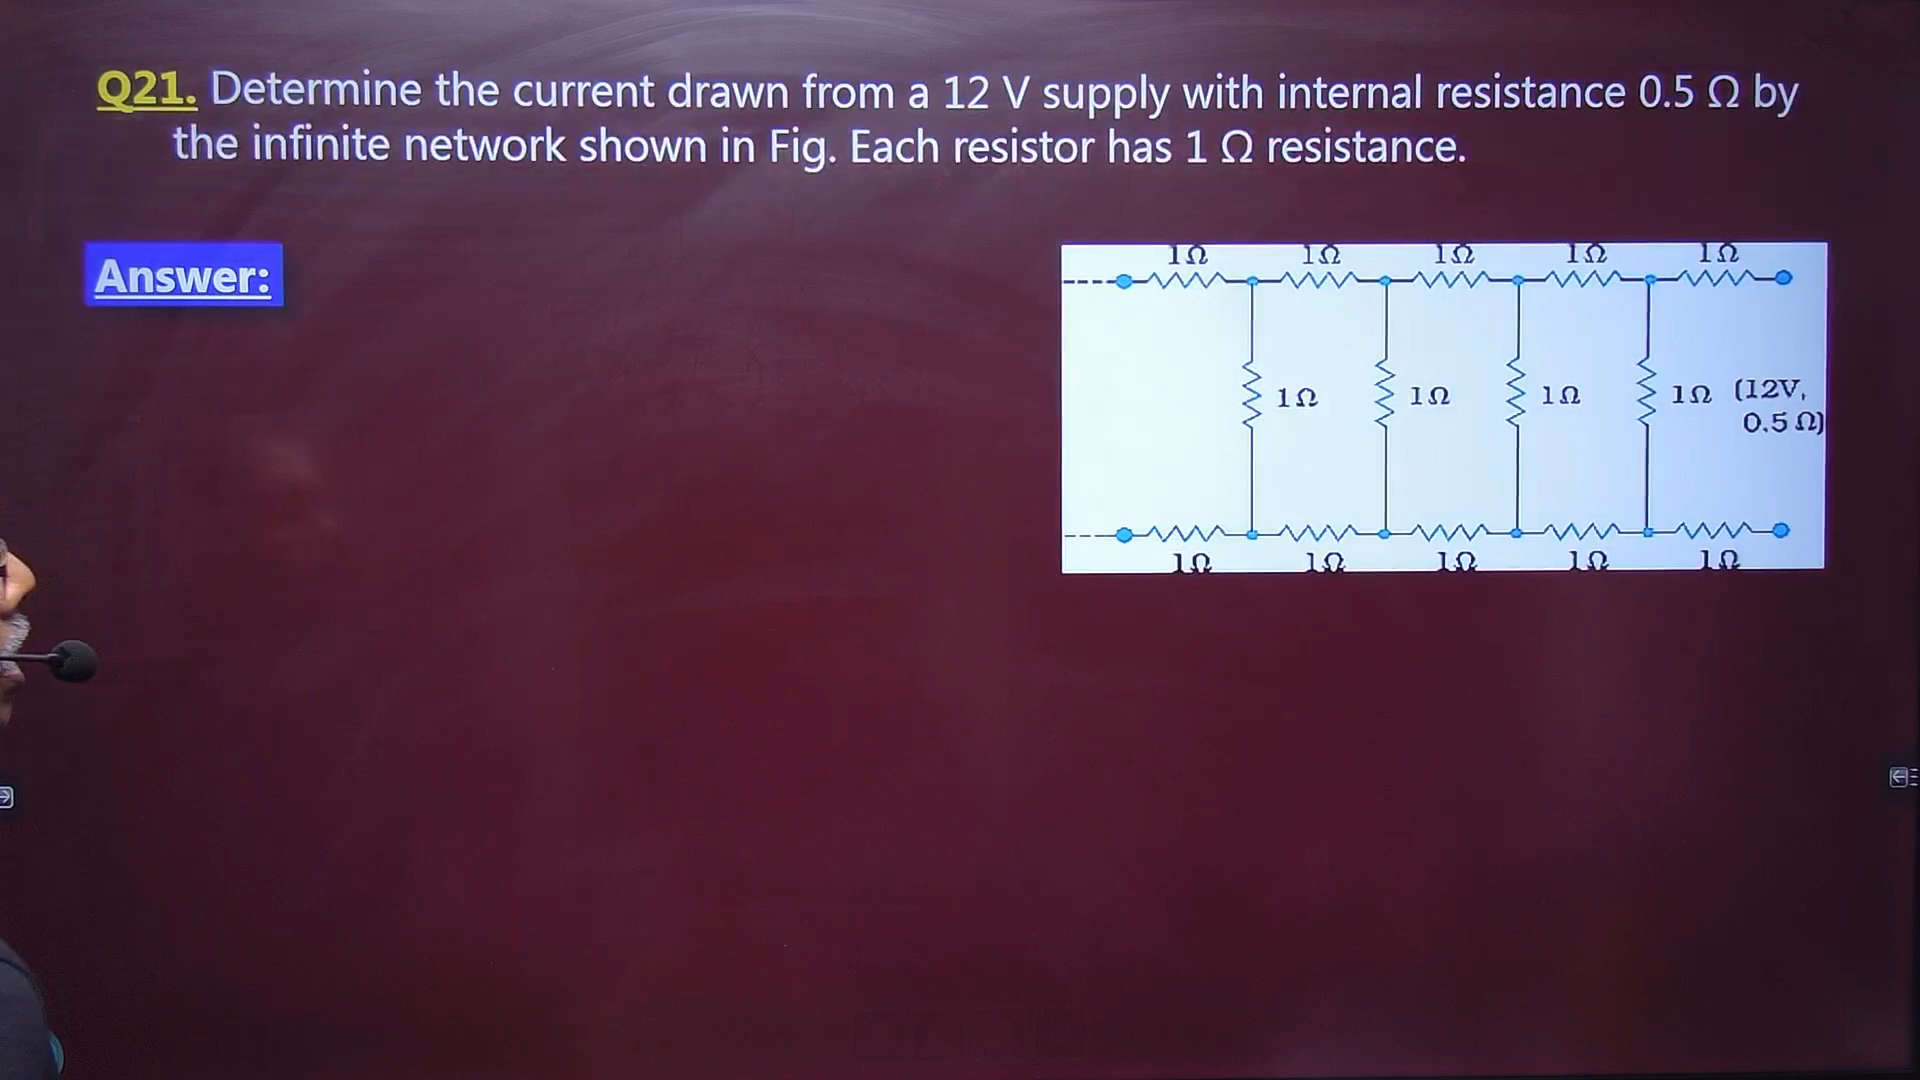 Q21. Determine the current drawn from a 12 V supply with internal resistance 0.5 Ω by
the infinite network shown in Fig. Each resistor has 1 Ω resistance.
Answer:
1Ω 1Ω 1Ω 1Ω 1Ω
1Ω 1Ω 1Ω 1Ω (12V,
0.5 Ω)
1Ω 1Ω 1Ω 1Ω 1Ω